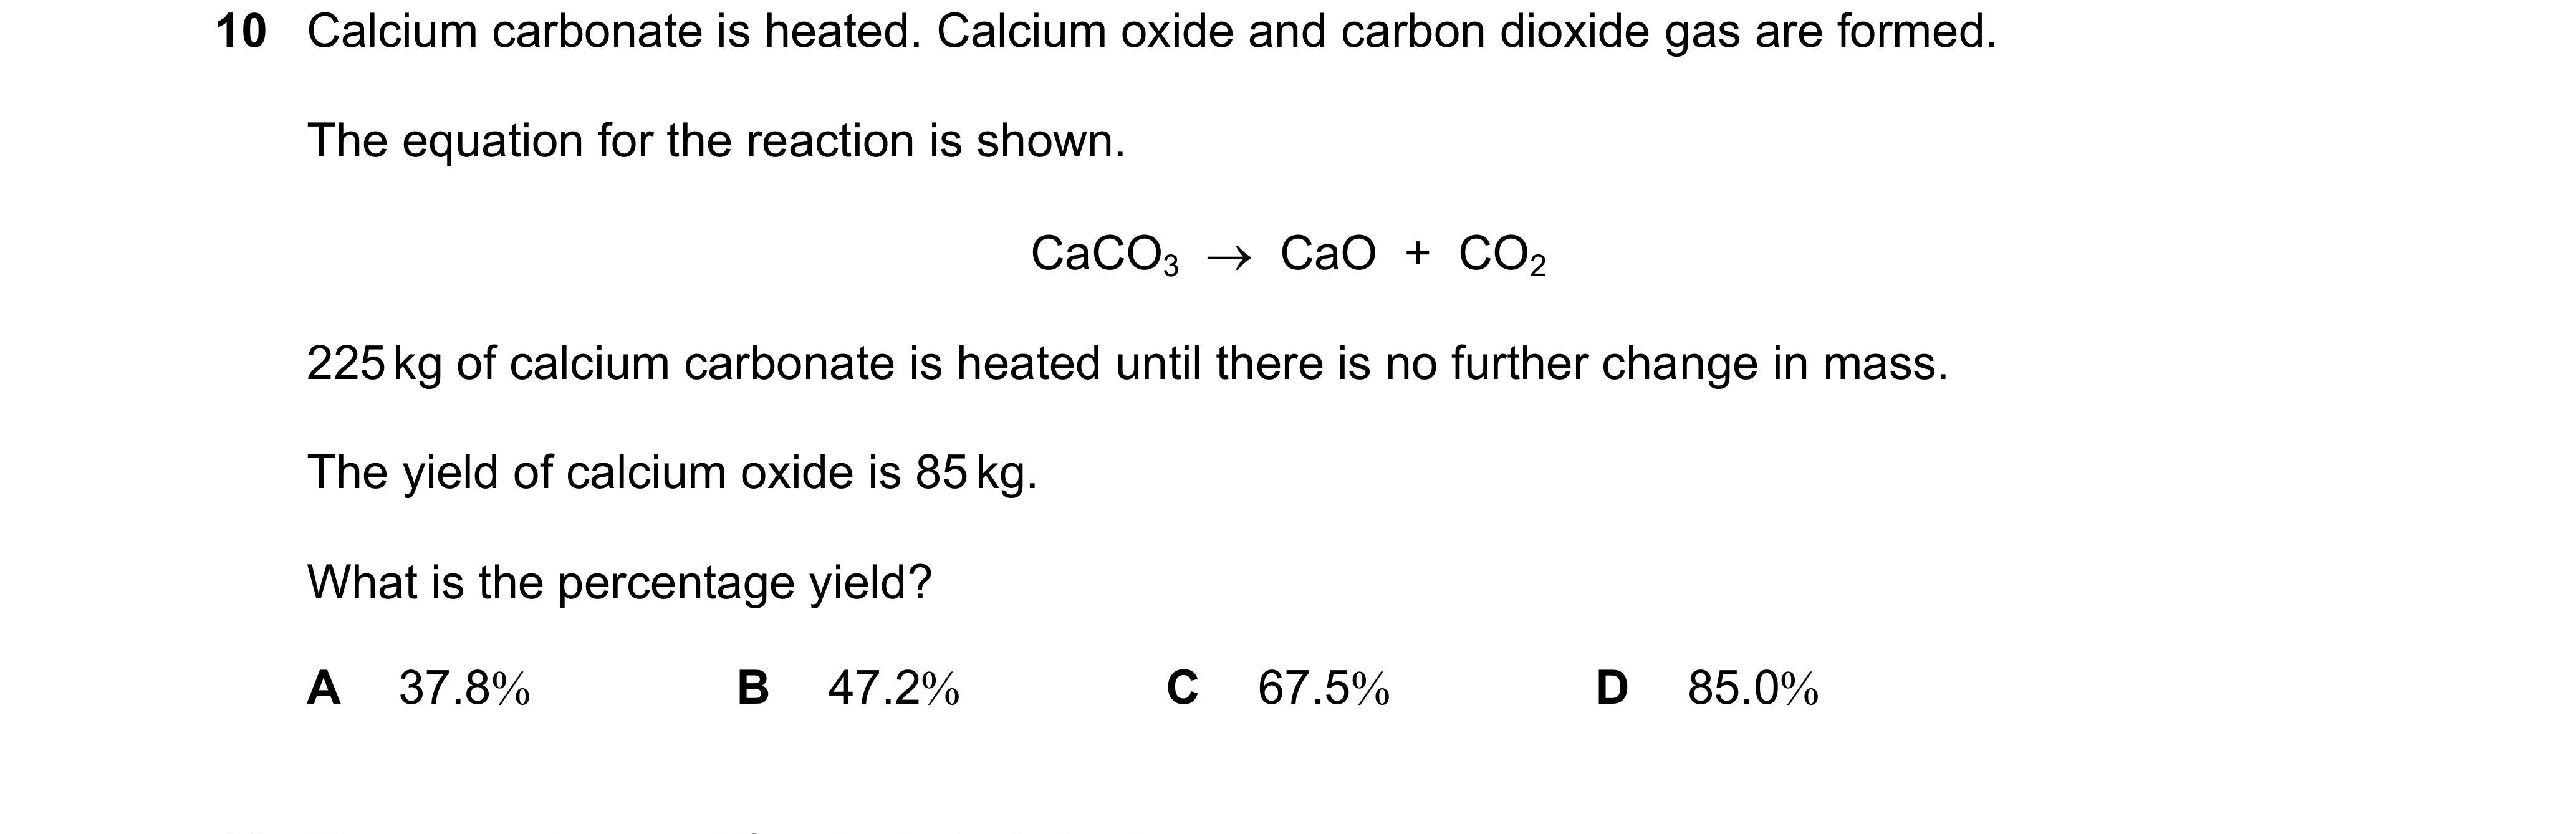 10 Calcium carbonate is heated. Calcium oxide and carbon dioxide gas are formed.
The equation for the reaction is shown.
CaCO₃ → CaO + CO₂
225 kg of calcium carbonate is heated until there is no further change in mass.
The yield of calcium oxide is 85 kg.
What is the percentage yield?
A 37.8% B 47.2% C 67.5% D 85.0%